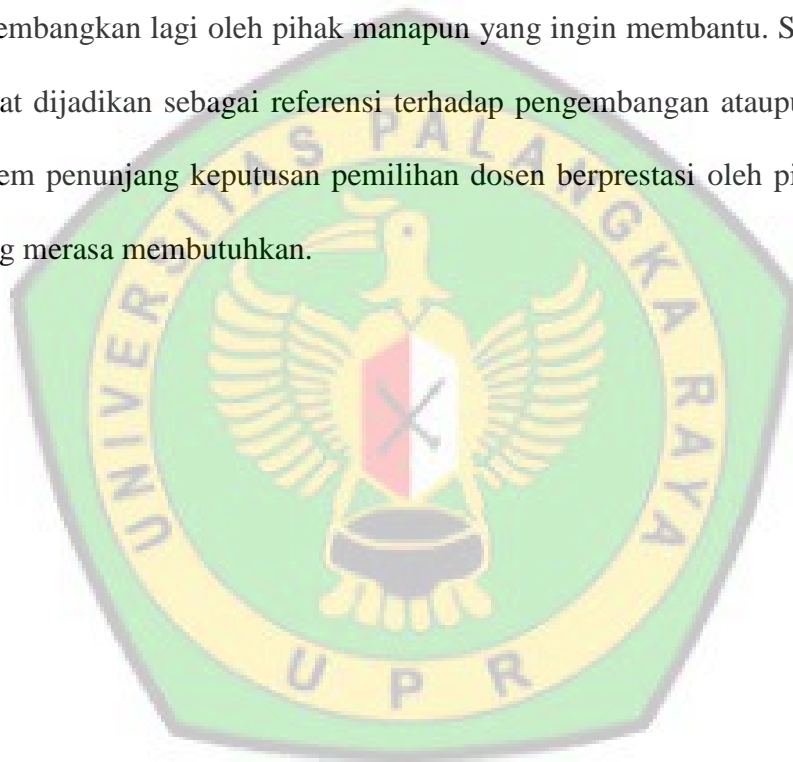 embangkan lagi oleh pihak manapun yang ingin membantu. S
at dijadikan sebagai referensi terhadap pengembangan ataupu
em penunjang keputusan pemilihan dosen berprestasi oleh pi
g merasa membutuhkan.
UNIVERSITAS PALANGKA RAYA
UPR